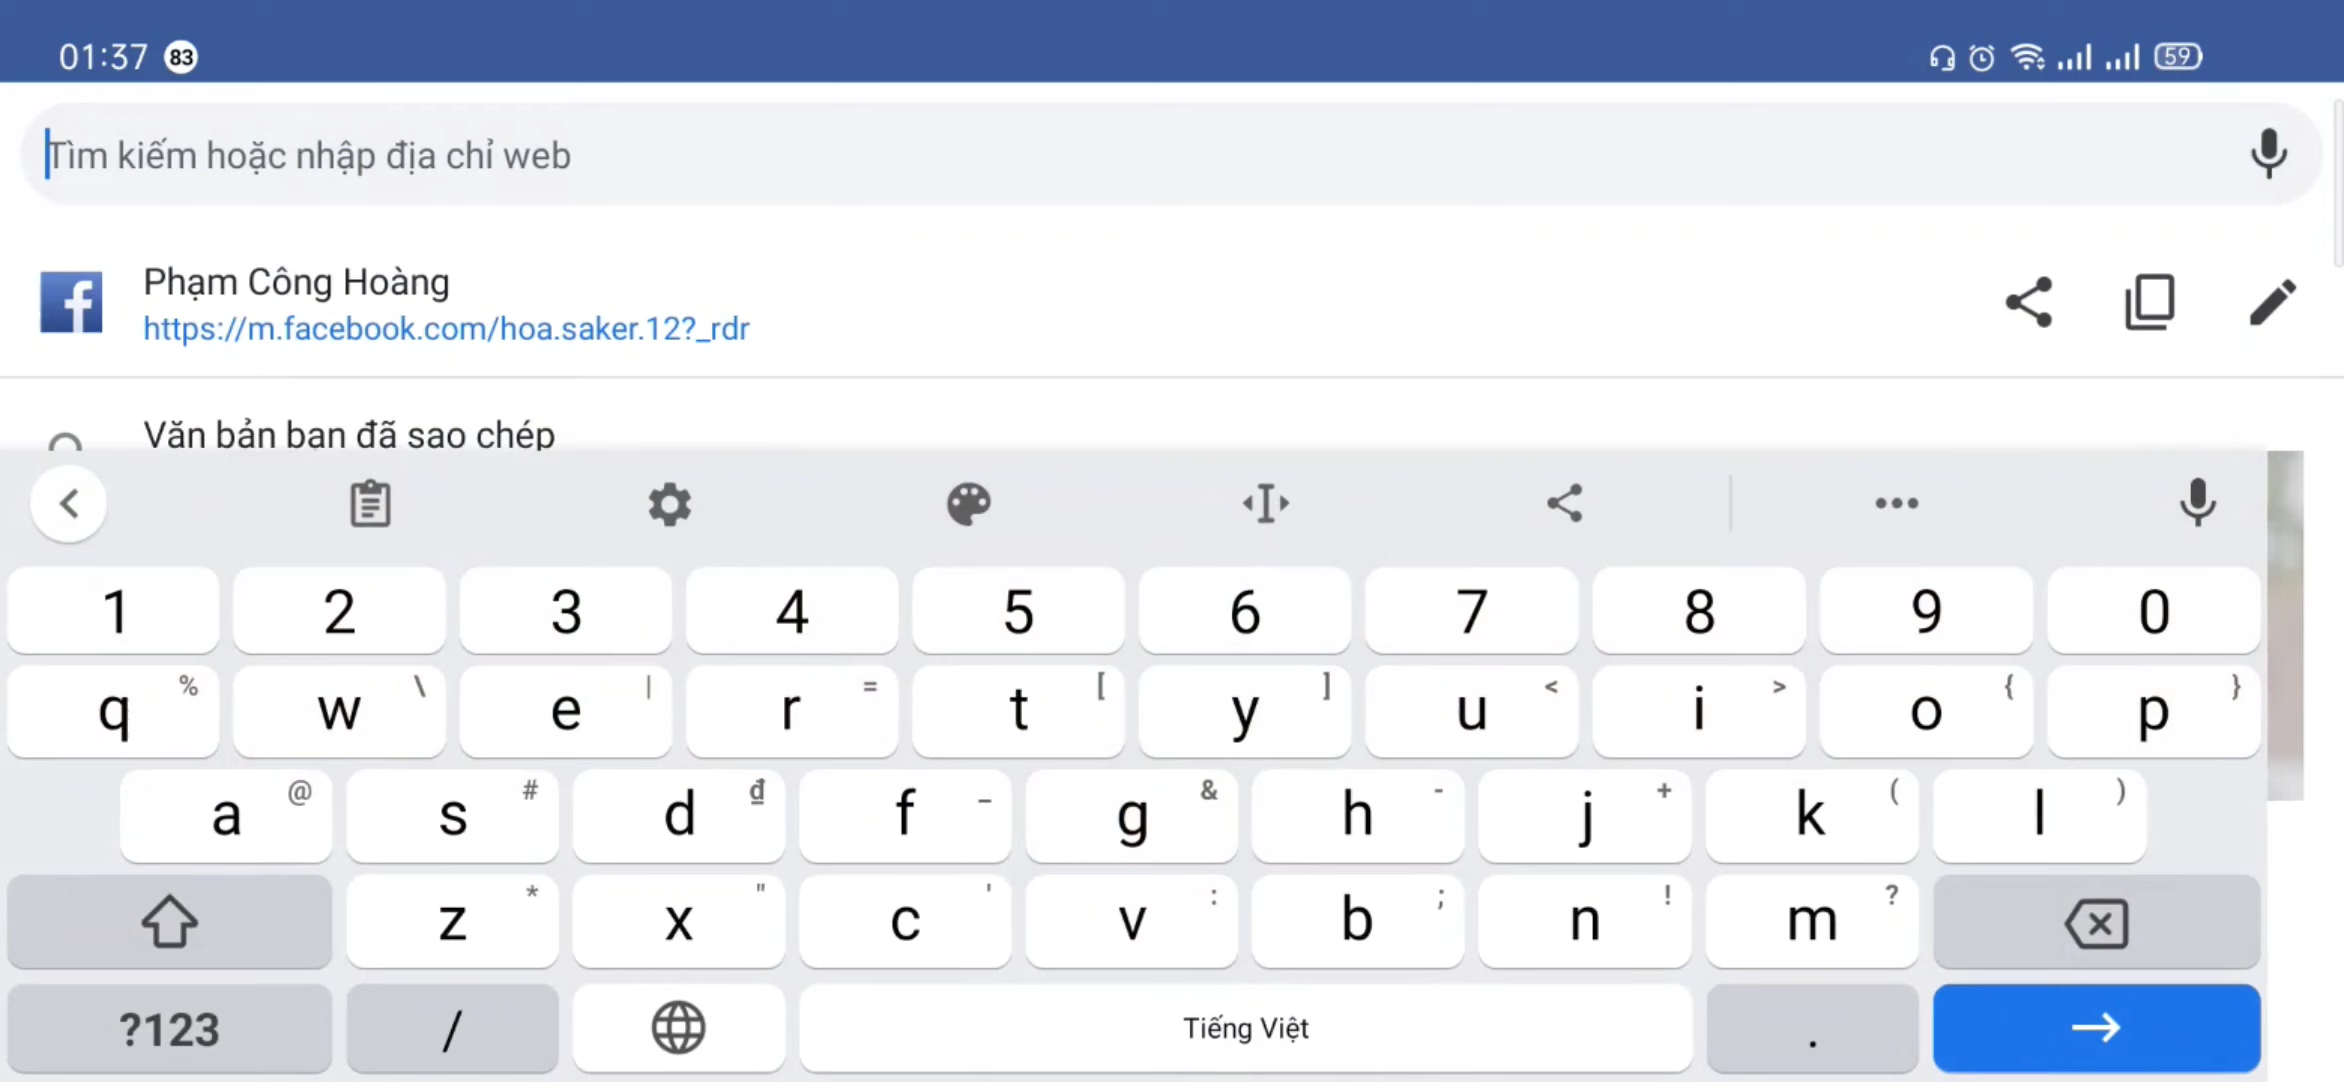 01:37 83 59
Tìm kiếm hoặc nhập địa chỉ web
Phạm Công Hoàng
https://m.facebook.com/hoa.saker.12?_rdr
Văn bản bạn đã sao chép
1 2 3 4 5 6 7 8 9 0
q % w \ e | r = t [ y ] u < i > o { p }
a @ s # d ₫ f _ g & h - j + k ( l )
z * x " c ' v : b ; n ! m ?
?123 / Tiếng Việt .